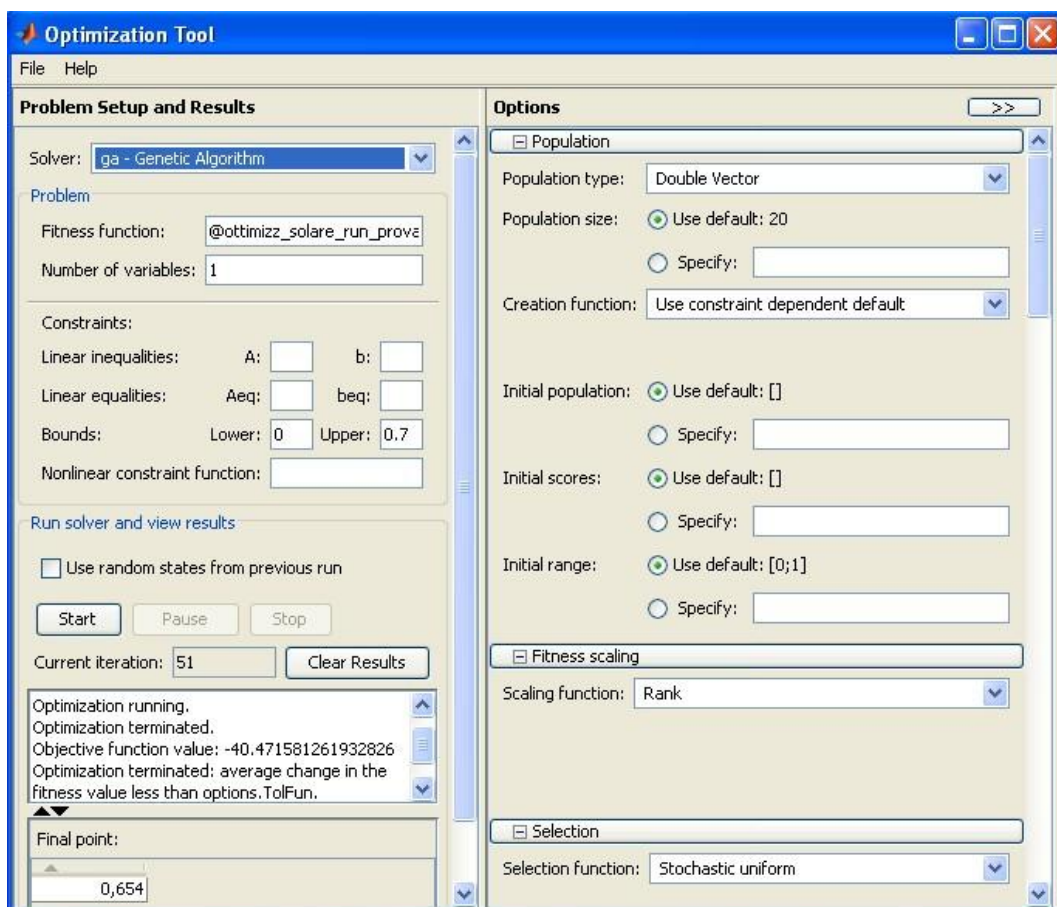 Optimization Tool
File Help
Problem Setup and Results
Solver: ga - Genetic Algorithm
Problem
Fitness function: @ottimizz_solare_run_prova
Number of variables: 1
Constraints:
Linear inequalities: A: b:
Linear equalities: Aeq: beq:
Bounds: Lower: 0 Upper: 0.7
Nonlinear constraint function:
Run solver and view results
Use random states from previous run
Start Pause Stop
Current iteration: 51 Clear Results
Optimization running.
Optimization terminated.
Objective function value: -40.471581261932826
Optimization terminated: average change in the
fitness value less than options.TolFun.
Final point:
0,654
Options >>
Population
Population type: Double Vector
Population size: Use default: 20
Specify:
Creation function: Use constraint dependent default
Initial population: Use default: []
Specify:
Initial scores: Use default: []
Specify:
Initial range: Use default: [0;1]
Specify:
Fitness scaling
Scaling function: Rank
Selection
Selection function: Stochastic uniform